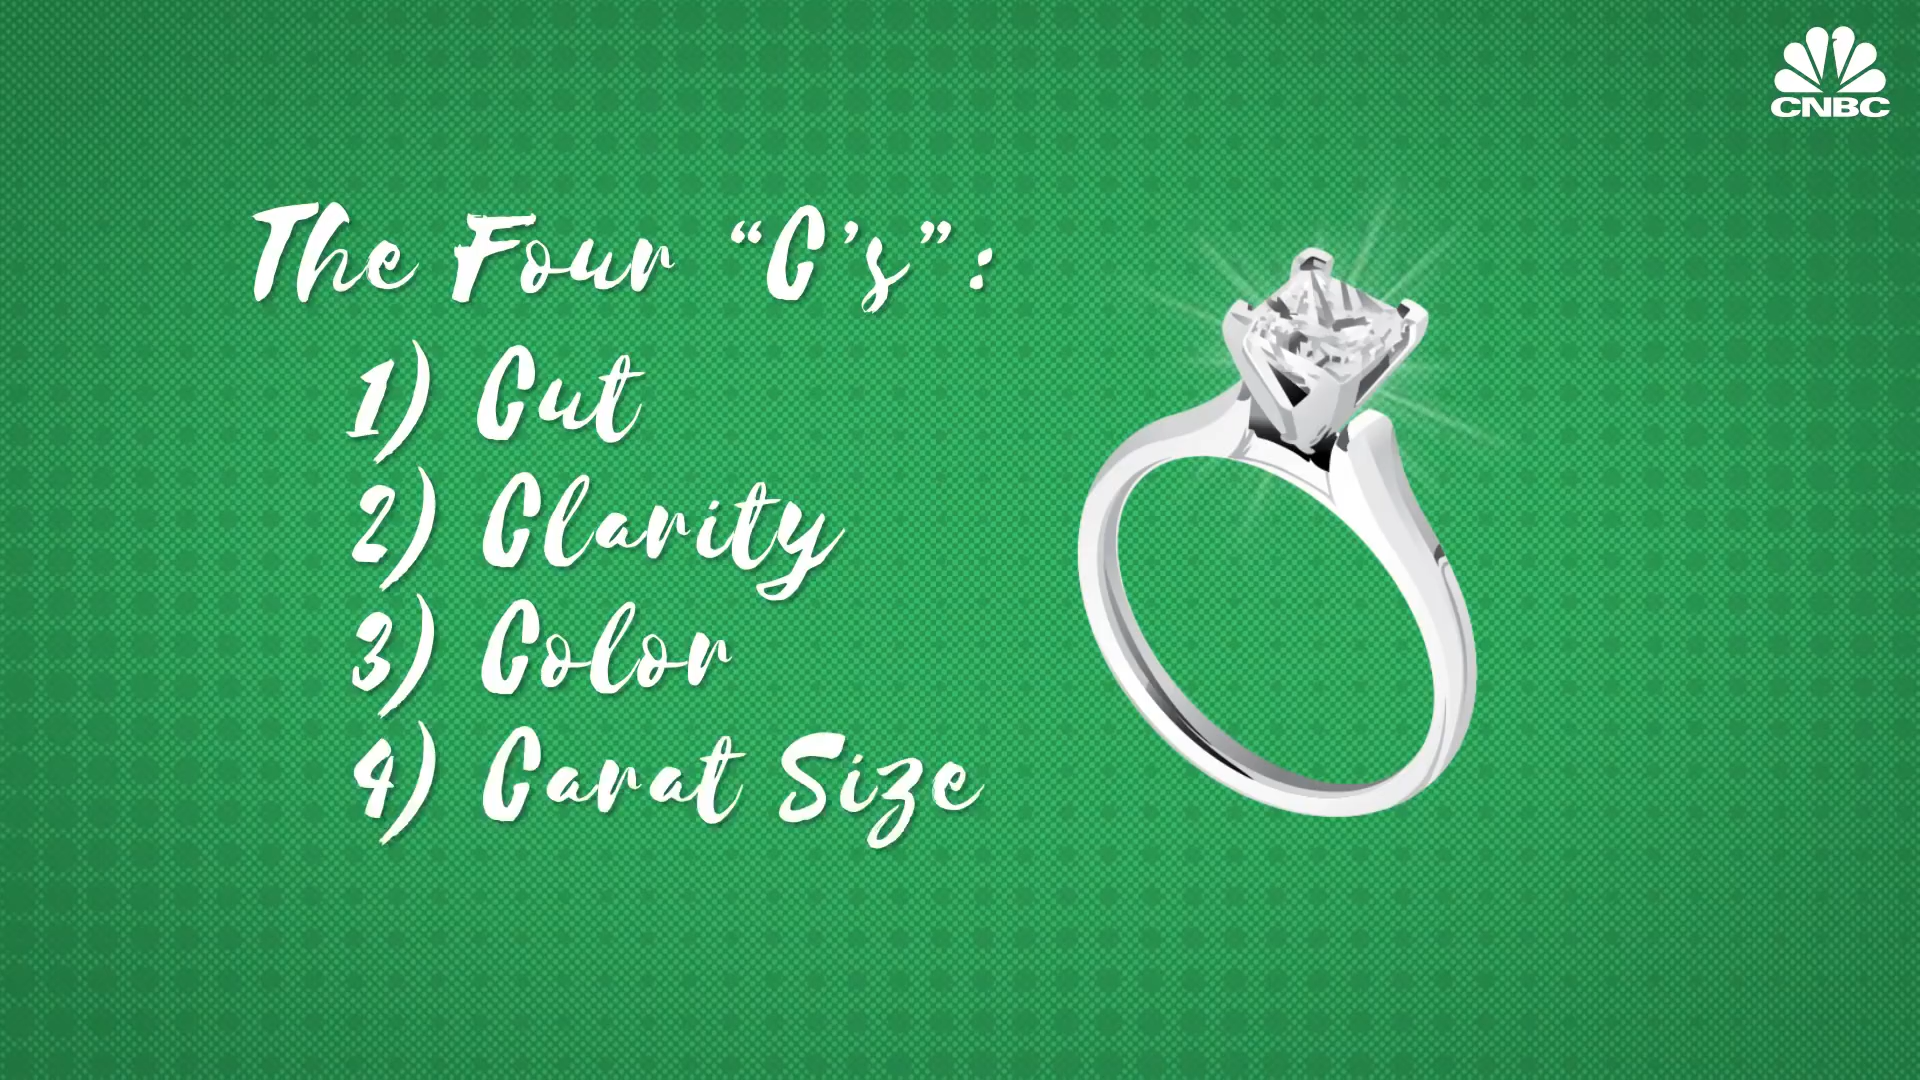 CNBC
The Four “C’s”:
1) Cut
2) Clarity
3) Color
4) Carat Size